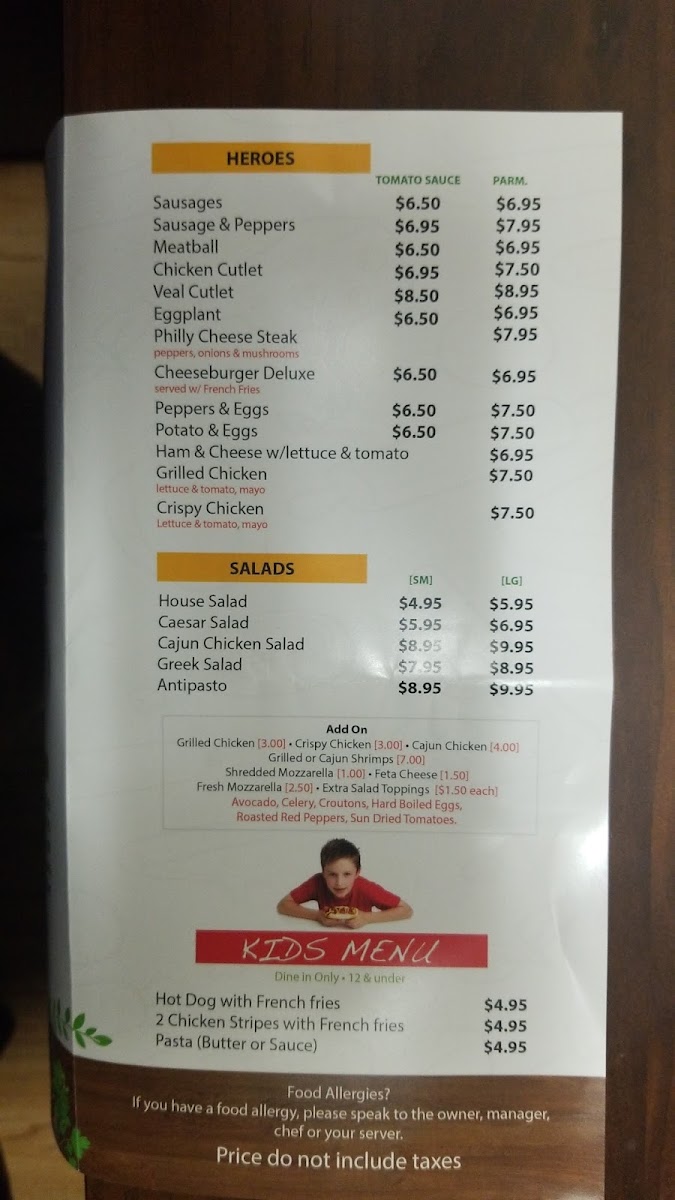 HEROES
TOMATO SAUCE PARM.
Sausages $6.50 $6.95
Sausage & Peppers $6.95 $7.95
Meatball $6.50 $6.95
Chicken Cutlet $6.95 $7.50
Veal Cutlet $8.50 $8.95
Eggplant $6.50 $6.95
Philly Cheese Steak $7.95
peppers, onions & mushrooms
Cheeseburger Deluxe $6.50 $6.95
served w/ French Fries
Peppers & Eggs $6.50 $7.50
Potato & Eggs $6.50 $7.50
Ham & Cheese w/lettuce & tomato $6.95
Grilled Chicken $7.50
lettuce & tomato, mayo
Crispy Chicken $7.50
Lettuce & tomato, mayo
SALADS
[SM] [LG]
House Salad $4.95 $5.95
Caesar Salad $5.95 $6.95
Cajun Chicken Salad $8.95 $9.95
Greek Salad $7.95 $8.95
Antipasto $8.95 $9.95
Add On
Grilled Chicken [3.00] • Crispy Chicken [3.00] • Cajun Chicken [4.00]
Grilled or Cajun Shrimps [7.00]
Shredded Mozzarella [1.00] • Feta Cheese [1.50]
Fresh Mozzarella [2.50] • Extra Salad Toppings [$1.50 each]
Avocado, Celery, Croutons, Hard Boiled Eggs,
Roasted Red Peppers, Sun Dried Tomatoes.
KIDS MENU
Dine in Only • 12 & under
Hot Dog with French fries $4.95
2 Chicken Stripes with French fries $4.95
Pasta (Butter or Sauce) $4.95
Food Allergies?
If you have a food allergy, please speak to the owner, manager,
chef or your server.
Price do not include taxes